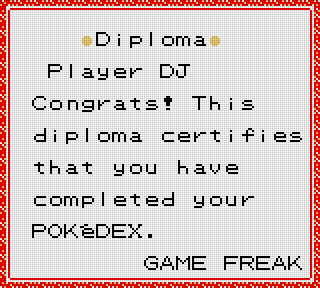 Diploma
Player DJ
Congrats! This
diploma certifies
that you have
completed your
POKéDEX.
GAME FREAK